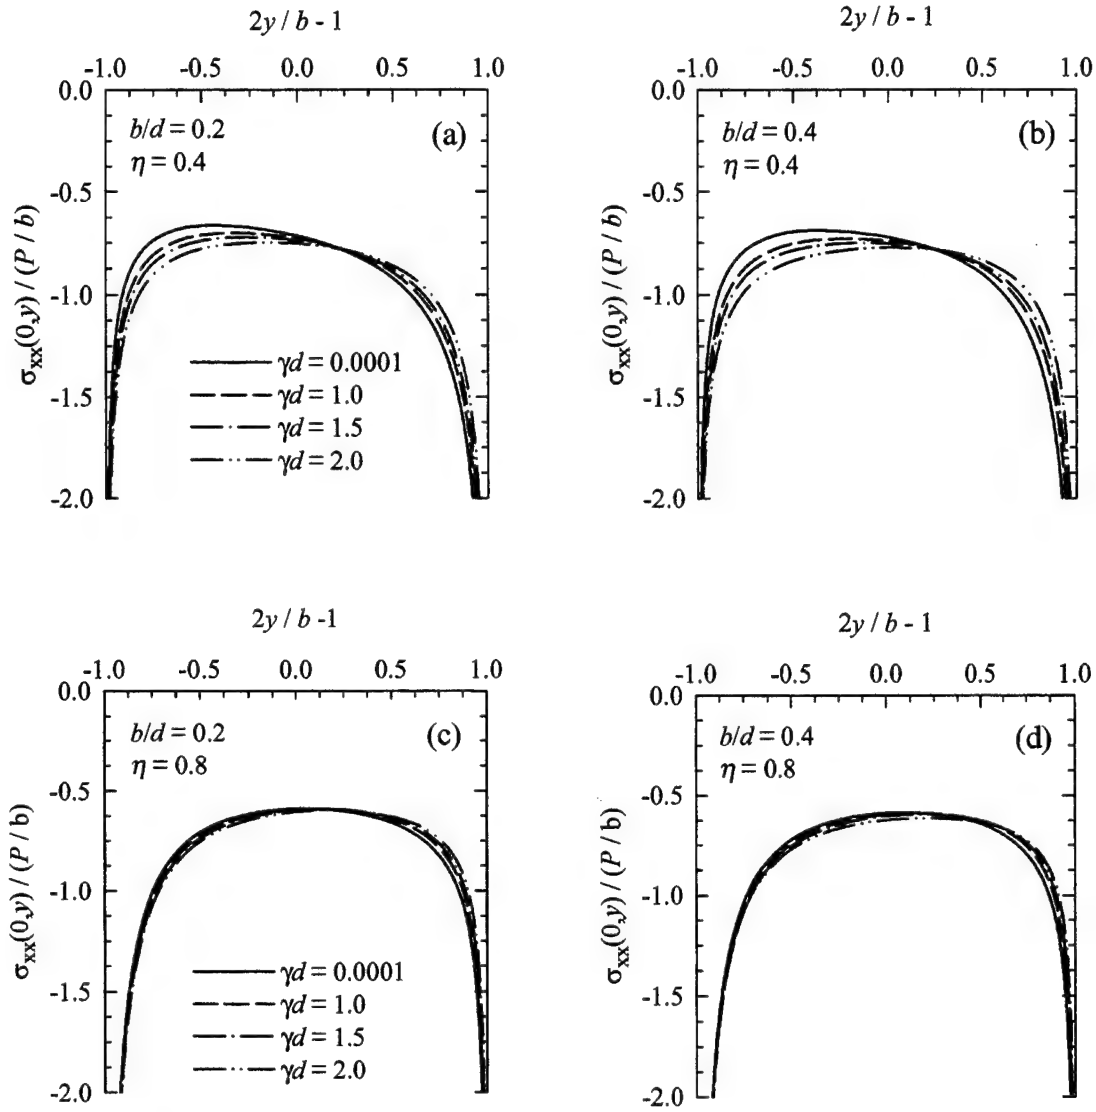 2y / b - 1
-1.0 -0.5 0.0 0.5 1.0
0.0
-0.5
-1.0
-1.5
-2.0
σxx(0,y) / (P / b)
b/d = 0.2
η = 0.4
(a)
γd = 0.0001
γd = 1.0
γd = 1.5
γd = 2.0
2y / b - 1
-1.0 -0.5 0.0 0.5 1.0
0.0
-0.5
-1.0
-1.5
-2.0
σxx(0,y) / (P / b)
b/d = 0.4
η = 0.4
(b)
2y / b -1
-1.0 -0.5 0.0 0.5 1.0
0.0
-0.5
-1.0
-1.5
-2.0
σxx(0,y) / (P / b)
b/d = 0.2
η = 0.8
(c)
γd = 0.0001
γd = 1.0
γd = 1.5
γd = 2.0
2y / b - 1
-1.0 -0.5 0.0 0.5 1.0
0.0
-0.5
-1.0
-1.5
-2.0
σxx(0,y) / (P / b)
b/d = 0.4
η = 0.8
(d)